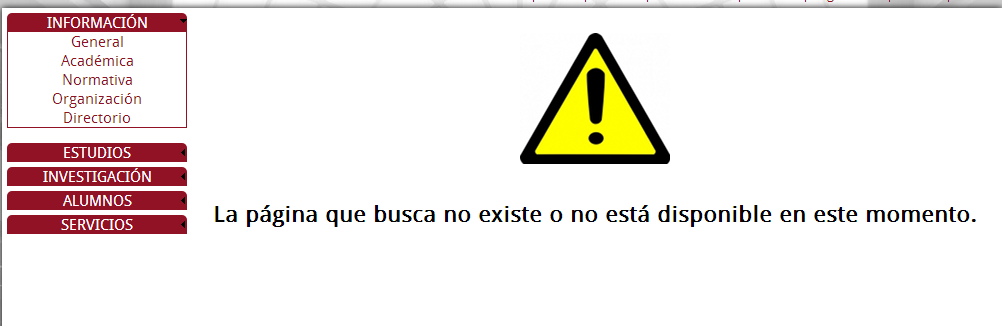 INFORMACIÓN
General
Académica
Normativa
Organización
Directorio
ESTUDIOS
INVESTIGACIÓN
ALUMNOS
SERVICIOS
La página que busca no existe o no está disponible en este momento.